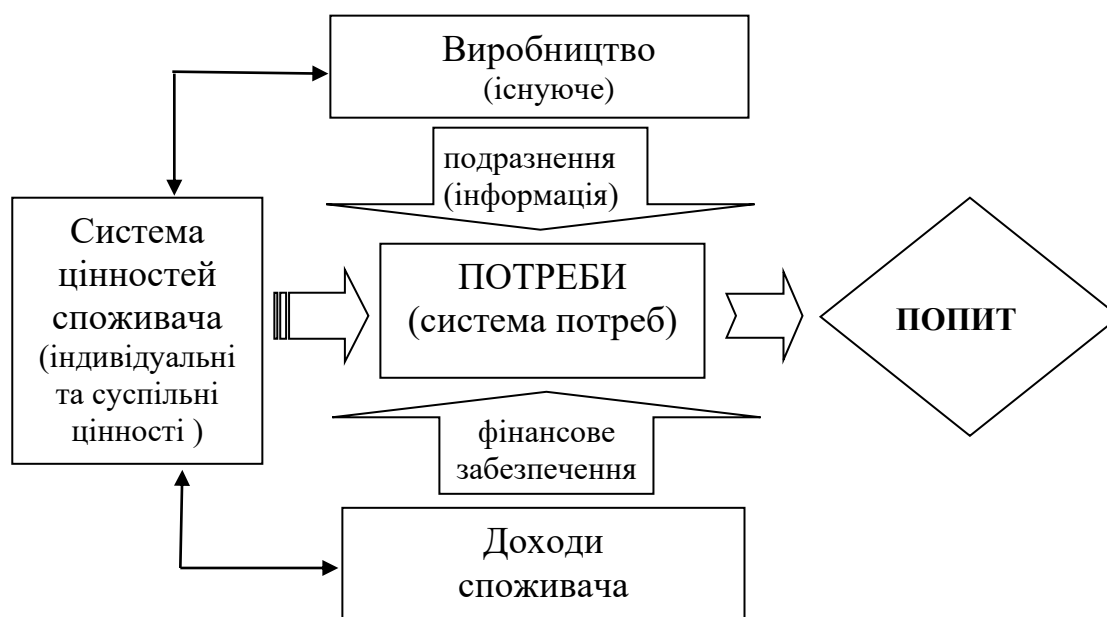 Виробництво
(існуюче)
подразнення
(інформація)
Система
цінностей
споживача
(індивідуальні
та суспільні
цінності )
ПОТРЕБИ
(система потреб)
ПОПИТ
фінансове
забезпечення
Доходи
споживача